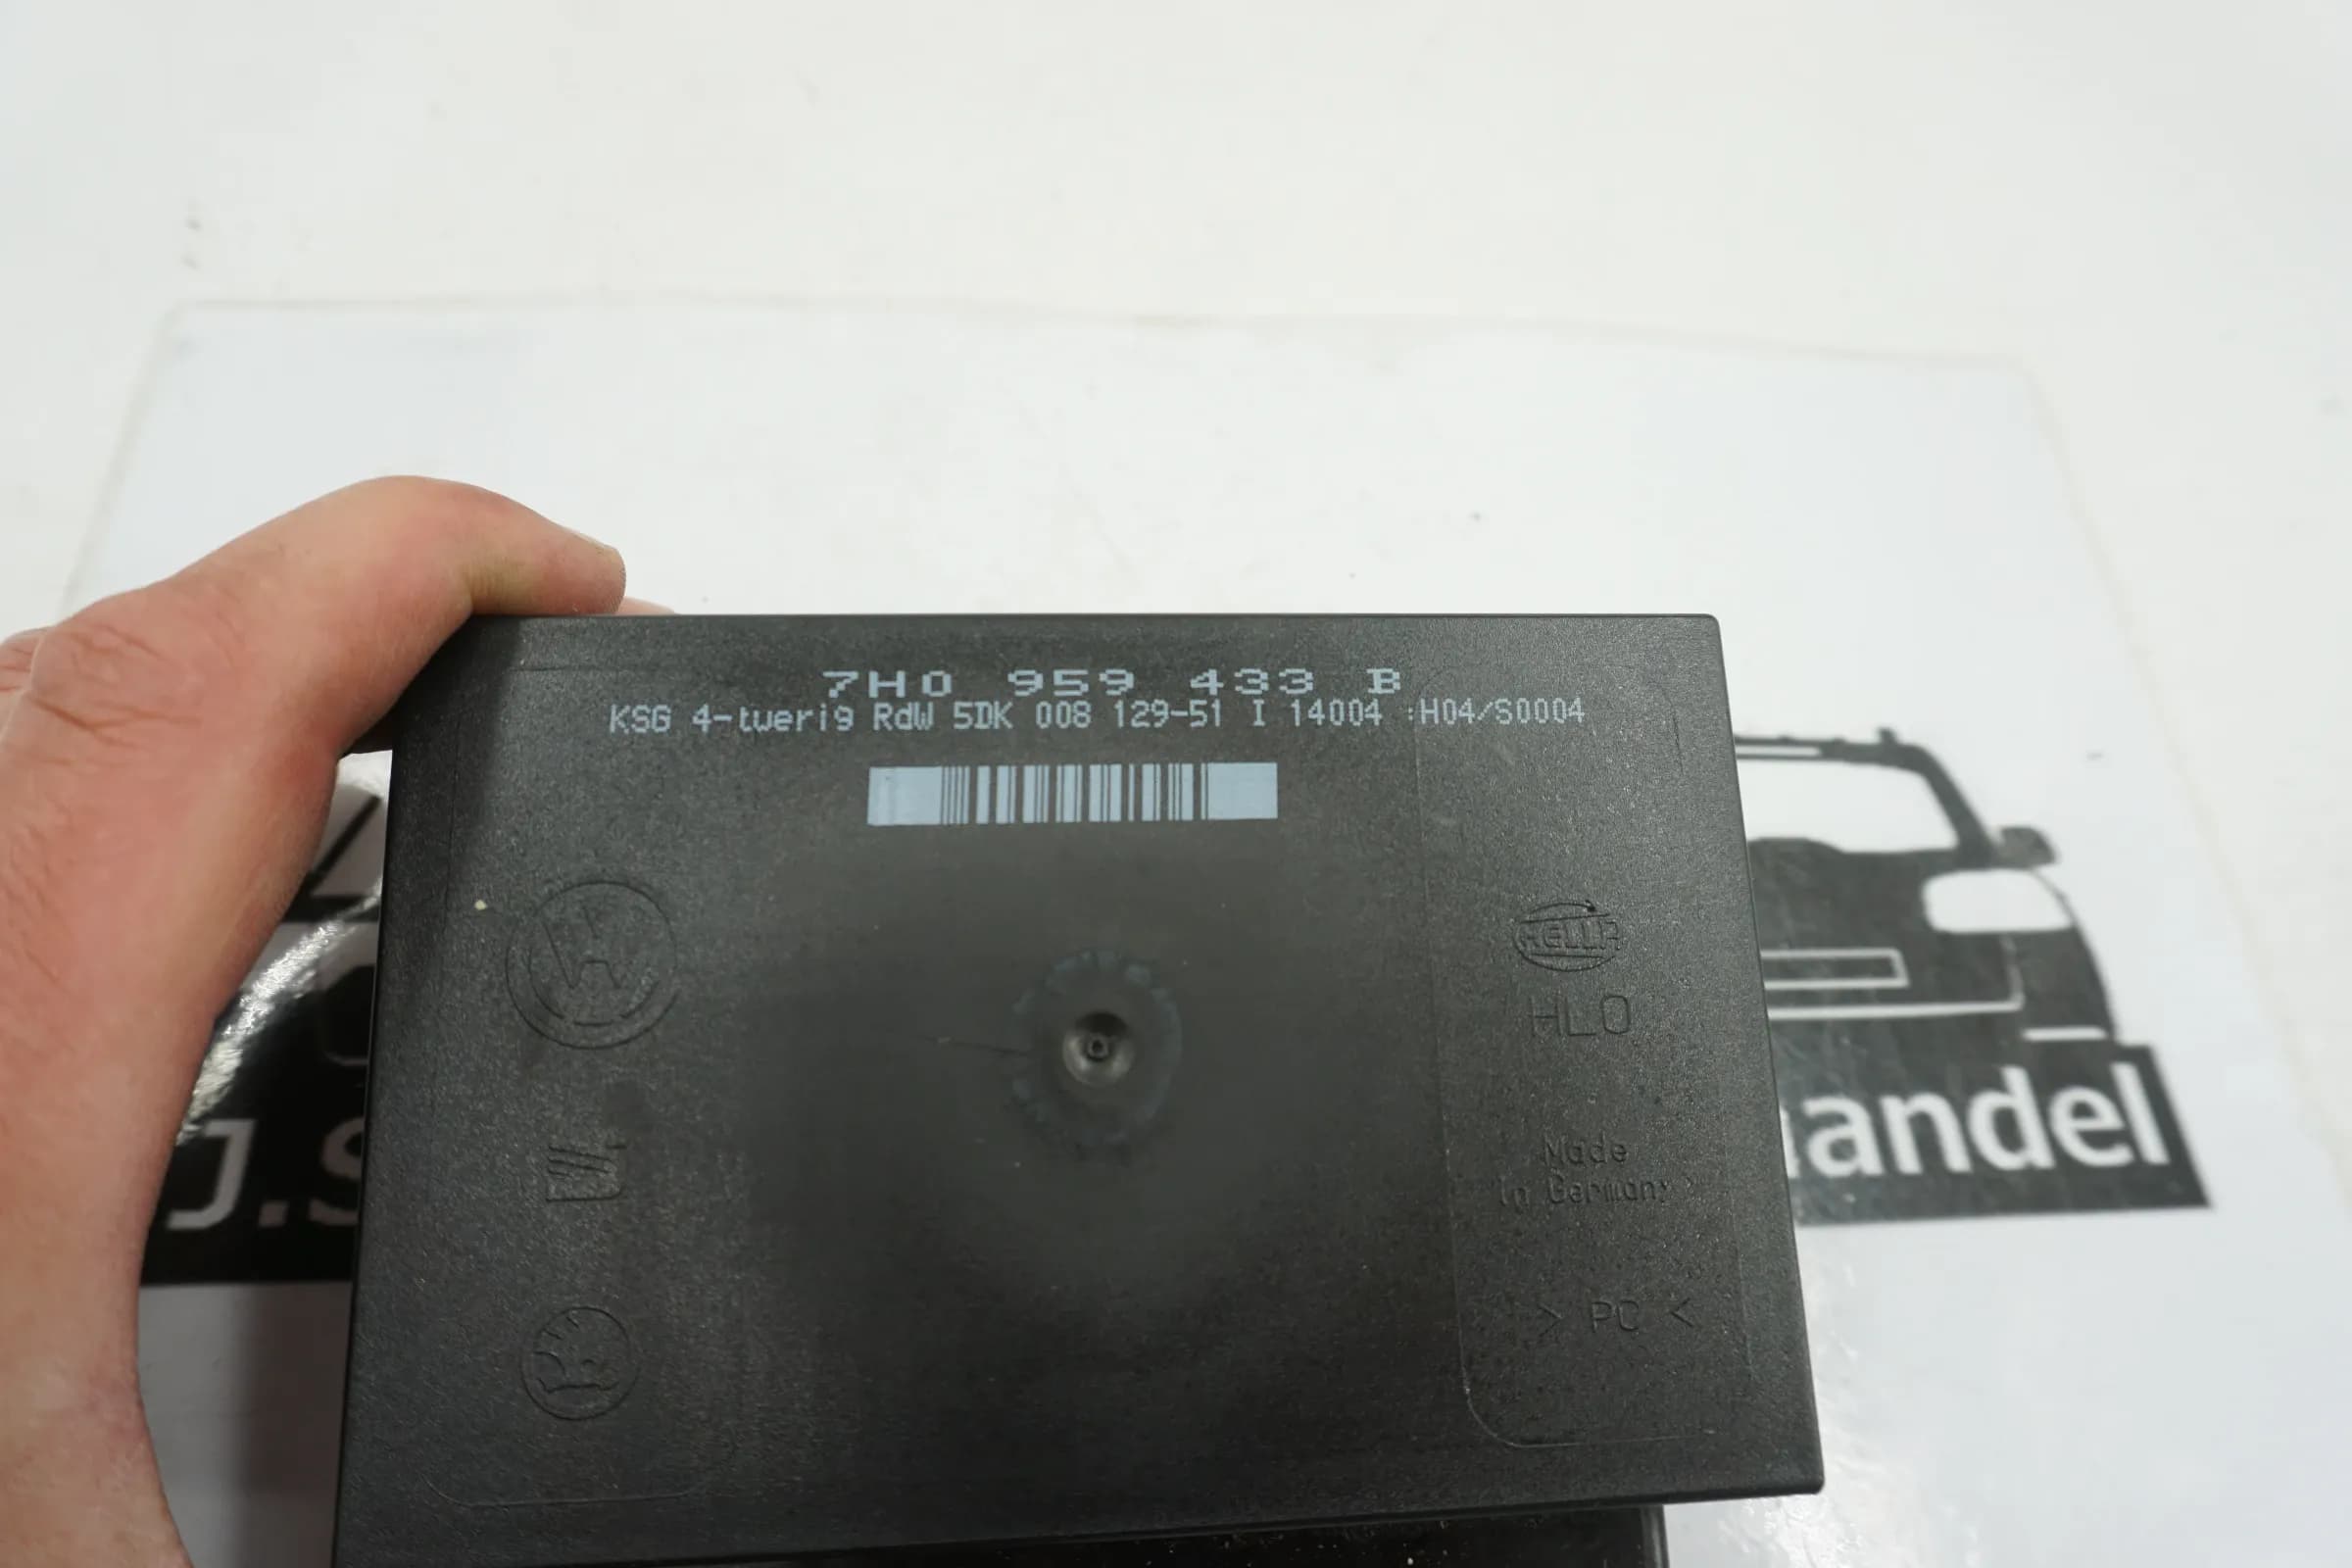 7H0 959 433 B
KSG 4-tuerig RdW 5DK 008 129-51 I 14004 :H04/S0004
HELLA
HLO
Made
in Germany
> PC <
J.S
andel